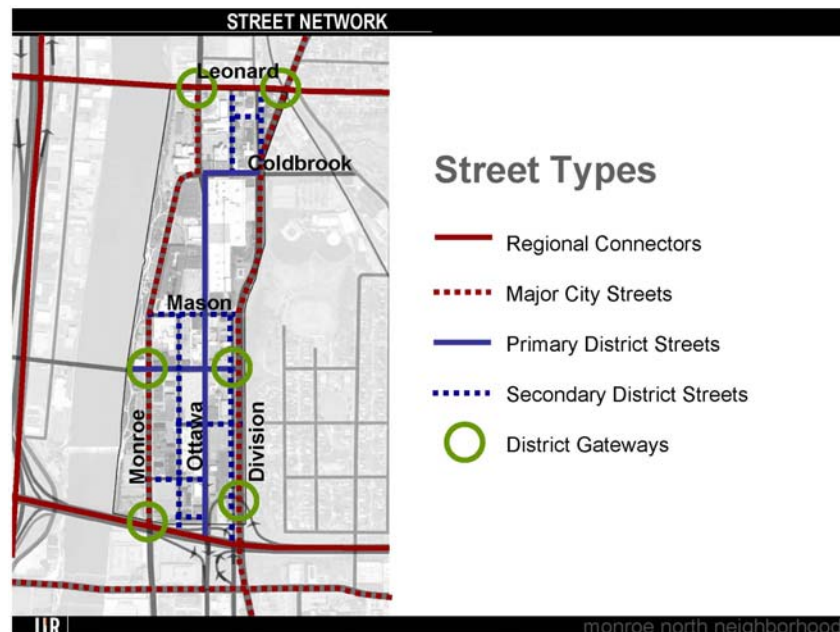 STREET NETWORK
Leonard
Coldbrook
Mason
Monroe
Ottawa
Division
Street Types
Regional Connectors
Major City Streets
Primary District Streets
Secondary District Streets
District Gateways
monroe north neighborhood